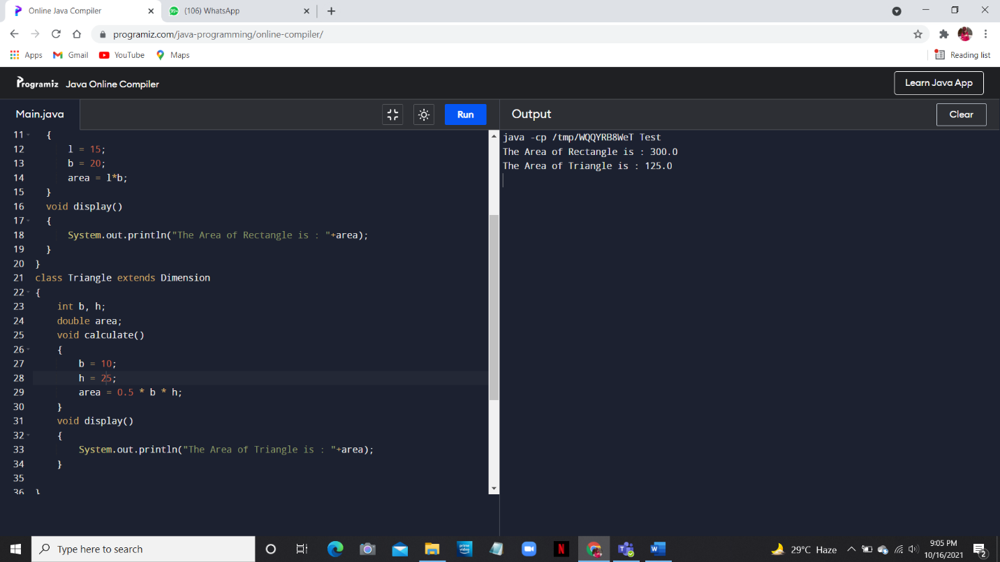 Online Java Compiler
99+ (106) WhatsApp
programiz.com/java-programming/online-compiler/
Apps Gmail YouTube Maps Reading list
Programiz Java Online Compiler Learn Java App
Main.java Run Output Clear
11 {
12 l = 15;
13 b = 20;
14 area = l*b;
15 }
16 void display()
17 {
18 System.out.println("The Area of Rectangle is : "+area);
19 }
20 }
21 class Triangle extends Dimension
22 {
23 int b, h;
24 double area;
25 void calculate()
26 {
27 b = 10;
28 h = 25;
29 area = 0.5 * b * h;
30 }
31 void display()
32 {
33 System.out.println("The Area of Triangle is : "+area);
34 }
35
36 }
java -cp /tmp/WQQYRB8WeT Test
The Area of Rectangle is : 300.0
The Area of Triangle is : 125.0
Type here to search
prime video
N
W
29°C Haze
9:05 PM
10/16/2021
2